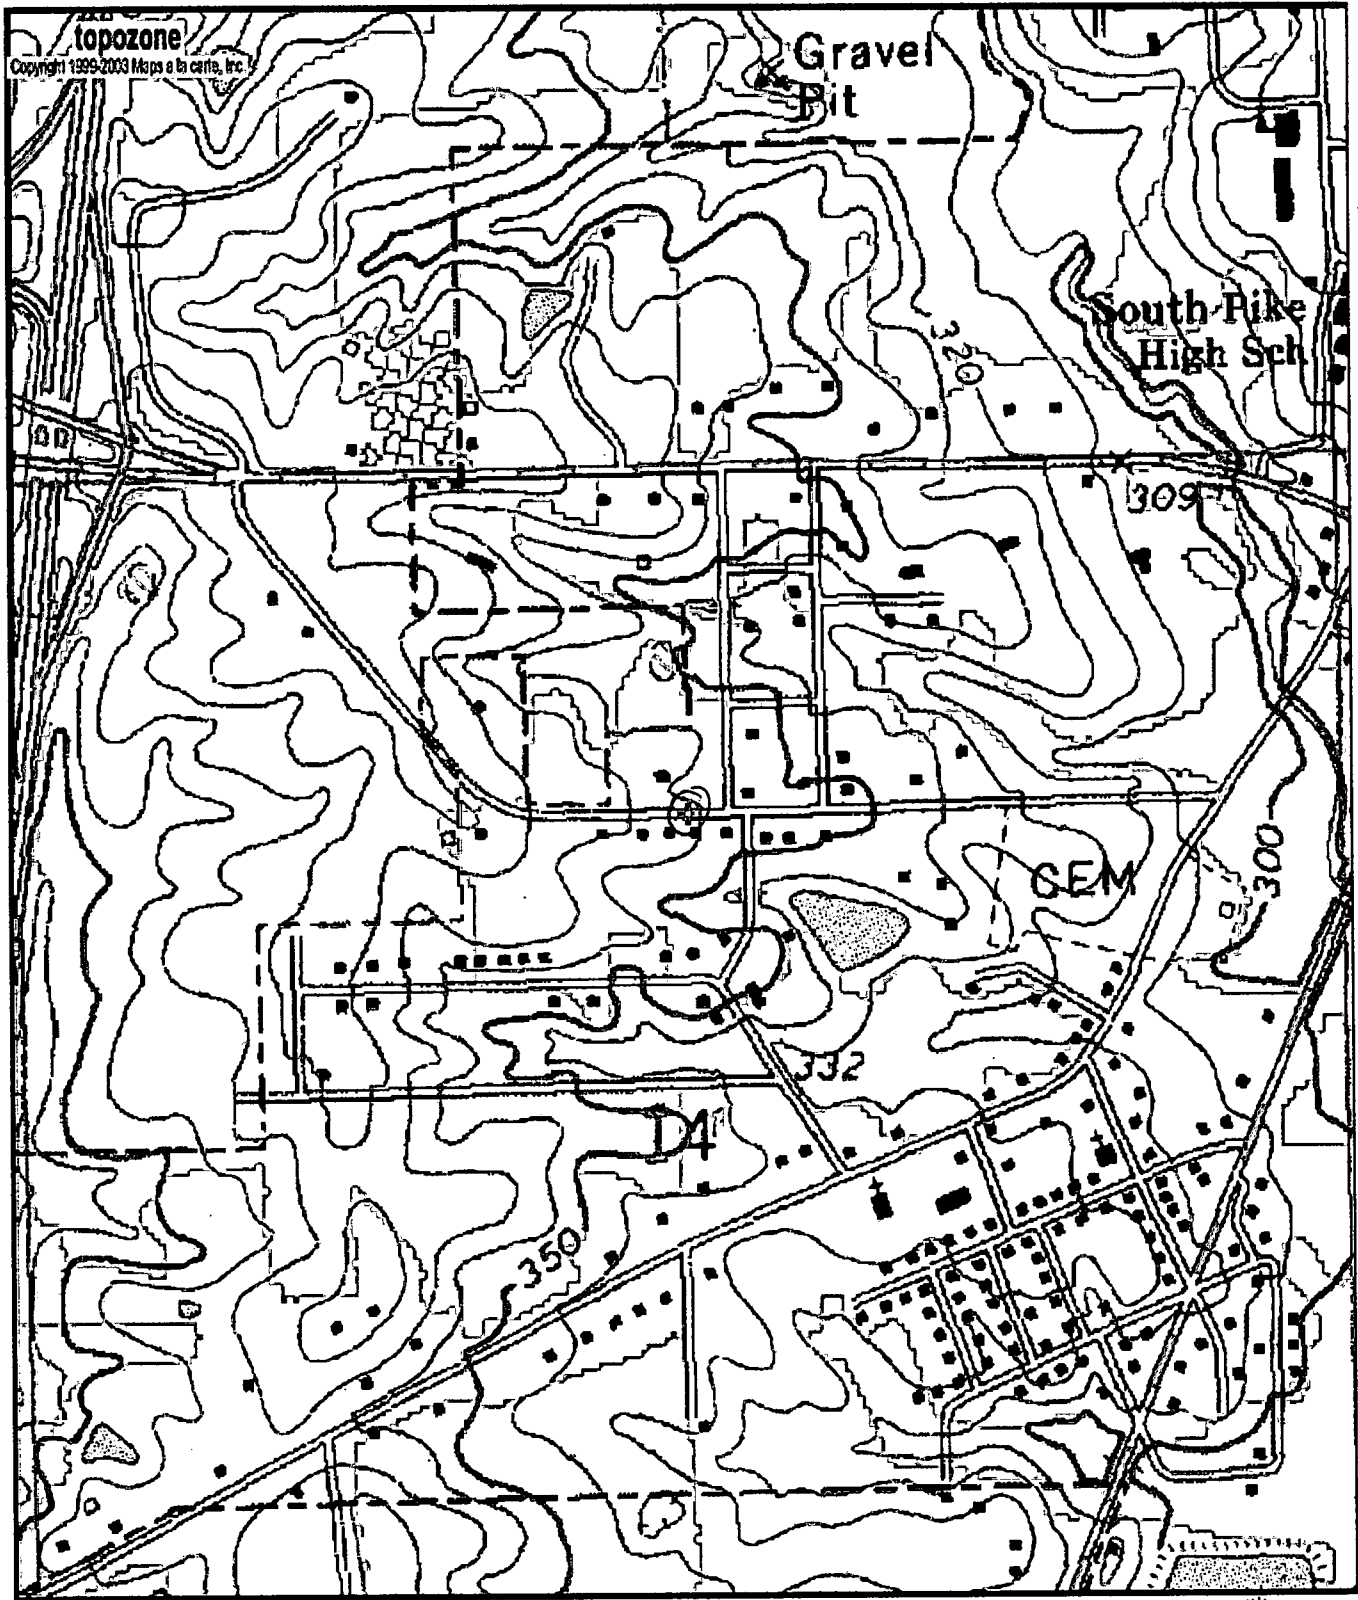 topozone
Copyright 1999-2003 Maps a la carte, Inc.
Gravel
Pit
South Pike
High Sch
320
309
300
CEM
332
14
350